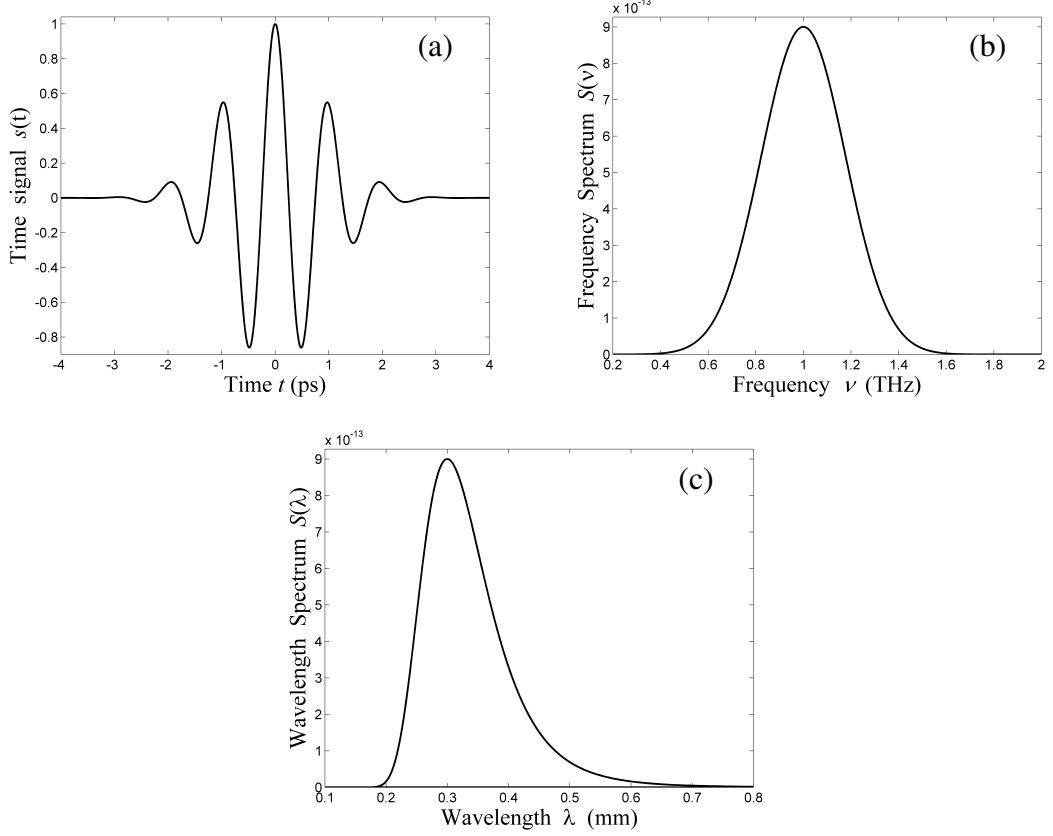 (a)
1
0.8
0.6
0.4
0.2
0
-0.2
-0.4
-0.6
-0.8
-4 -3 -2 -1 0 1 2 3 4
Time signal s(t)
Time t (ps)
x 10⁻¹³
(b)
9
8
7
6
5
4
3
2
1
0
0.2 0.4 0.6 0.8 1 1.2 1.4 1.6 1.8 2
Frequency Spectrum S(ν)
Frequency ν (THz)
x 10⁻¹³
(c)
9
8
7
6
5
4
3
2
1
0
0.1 0.2 0.3 0.4 0.5 0.6 0.7 0.8
Wavelength Spectrum S(λ)
Wavelength λ (mm)